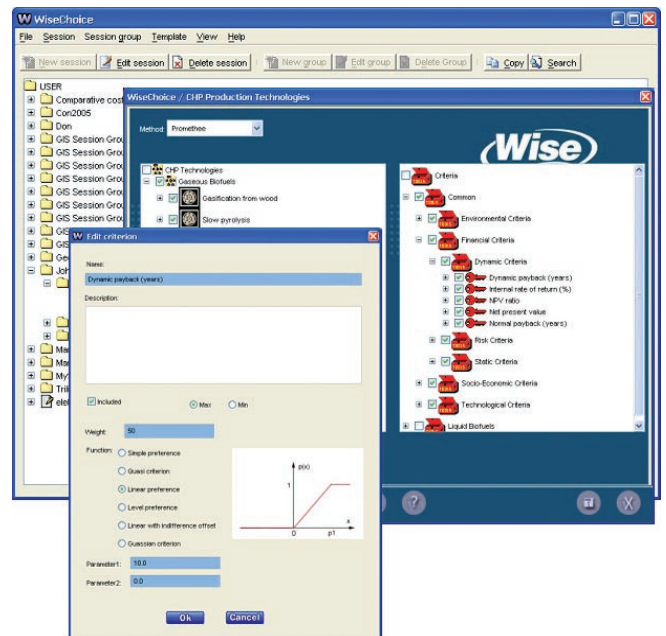 WiseChoice
File Session Session group Template View Help
New session Edit session Delete session New group Edit group Delete Group Copy Search
USER
Comparative cost
Con2005
Don
GIS Session Grou
GIS Session Grou
GIS Session Grou
GIS Session Grou
GIS Session Grou
GIS Session Grou
GIS Session Grou
WiseChoice / CHP Production Technologies
Method: Promethee
Wise
CHP Technologies
Gaseous Biofuels
Gasification from wood
Slow pyrolysis
Criteria
Common
Environmental Criteria
Financial Criteria
Dynamic Criteria
Dynamic payback (years)
Internal rate of return (%)
NPV ratio
Net present value
Normal payback (years)
Risk Criteria
Static Criteria
Socio-Economic Criteria
Technological Criteria
Liquid Biofuels
Edit criterion
Name:
Dynamic payback (years)
Description:
Included Max Min
Weight: 50
Function: Simple preference
Quasi criterion
Linear preference
Level preference
Linear with indifference offset
Guassian criterion
p(x)
1
x
0 p1
Parameter1: 10.0
Parameter2: 0.0
Ok Cancel